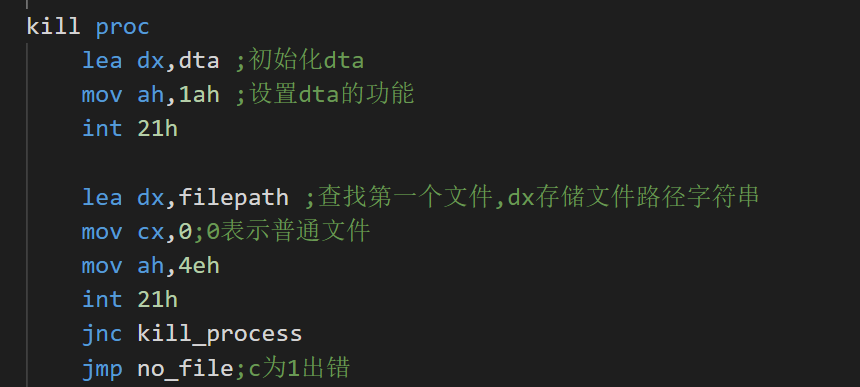 kill proc
lea dx,dta ;初始化dta
mov ah,1ah ;设置dta的功能
int 21h
lea dx,filepath ;查找第一个文件,dx存储文件路径字符串
mov cx,0;0表示普通文件
mov ah,4eh
int 21h
jnc kill_process
jmp no_file;c为1出错